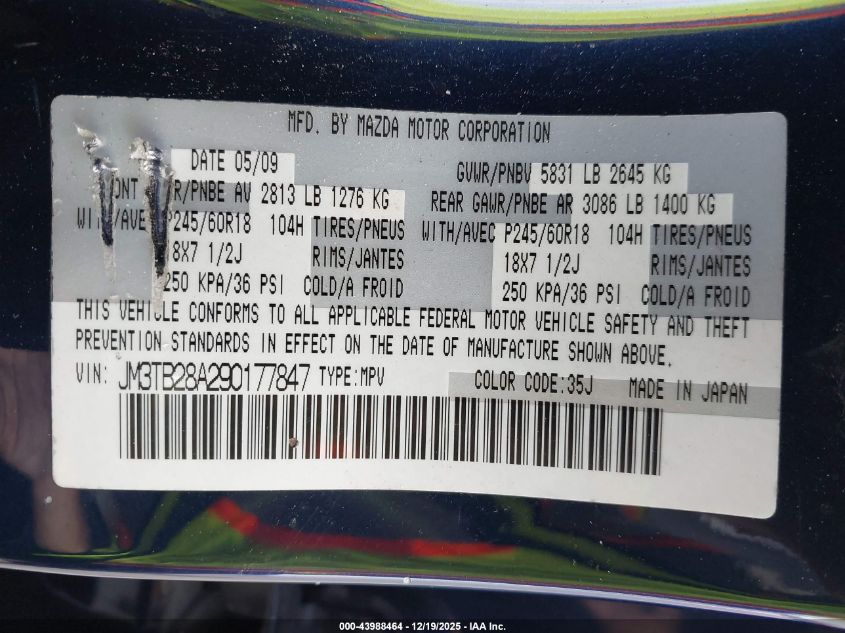 MFD. BY MAZDA MOTOR CORPORATION
DATE 05/09 GVWR/PNBV 5831 LB 2645 KG
ONT R/PNBE AV 2813 LB 1276 KG REAR GAWR/PNBE AR 3086 LB 1400 KG
WITH/AVEC P245/60R18 104H TIRES/PNEUS WITH/AVEC P245/60R18 104H TIRES/PNEUS
18X7 1/2J RIMS/JANTES 18X7 1/2J RIMS/JANTES
250 KPA/36 PSI COLD/A FROID 250 KPA/36 PSI COLD/A FROID
THIS VEHICLE CONFORMS TO ALL APPLICABLE FEDERAL MOTOR VEHICLE SAFETY AND THEFT
PREVENTION STANDARDS IN EFFECT ON THE DATE OF MANUFACTURE SHOWN ABOVE.
VIN: JM3TB28A290177847 TYPE:MPV COLOR CODE:35J MADE IN JAPAN
000-43988464 - 12/19/2025 - IAA Inc.